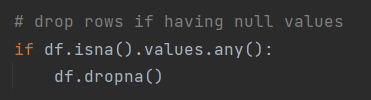 # drop rows if having null values
if df.isna().values.any():
    df.dropna()